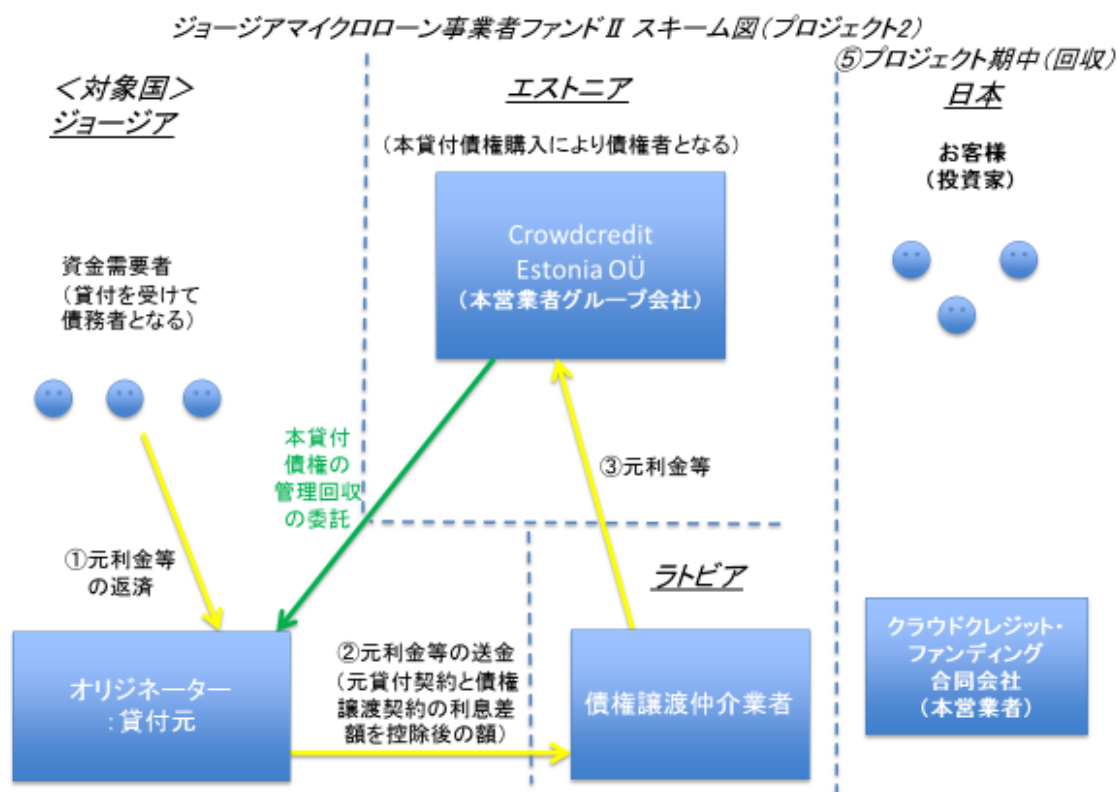 ジョージアマイクロローン事業者ファンドⅡ スキーム図(プロジェクト2)
⑤プロジェクト期中(回収)
<対象国>
ジョージア
資金需要者
(貸付を受けて
債務者となる)
①元利金等
の返済
オリジネーター
:貸付元
エストニア
(本貸付債権購入により債権者となる)
Crowdcredit
Estonia OÜ
(本営業者グループ会社)
本貸付
債権の
管理回収
の委託
③元利金等
②元利金等の送金
(元貸付契約と債権
譲渡契約の利息差
額を控除後の額)
ラトビア
債権譲渡仲介業者
日本
お客様
(投資家)
クラウドクレジット・
ファンディング
合同会社
(本営業者)